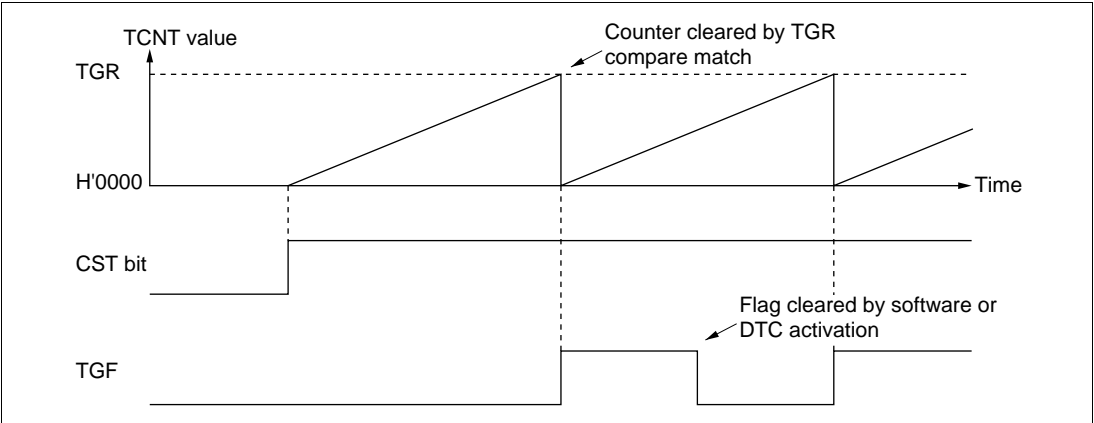 TCNT value
Counter cleared by TGR
compare match
TGR
H'0000
Time
CST bit
Flag cleared by software or
DTC activation
TGF